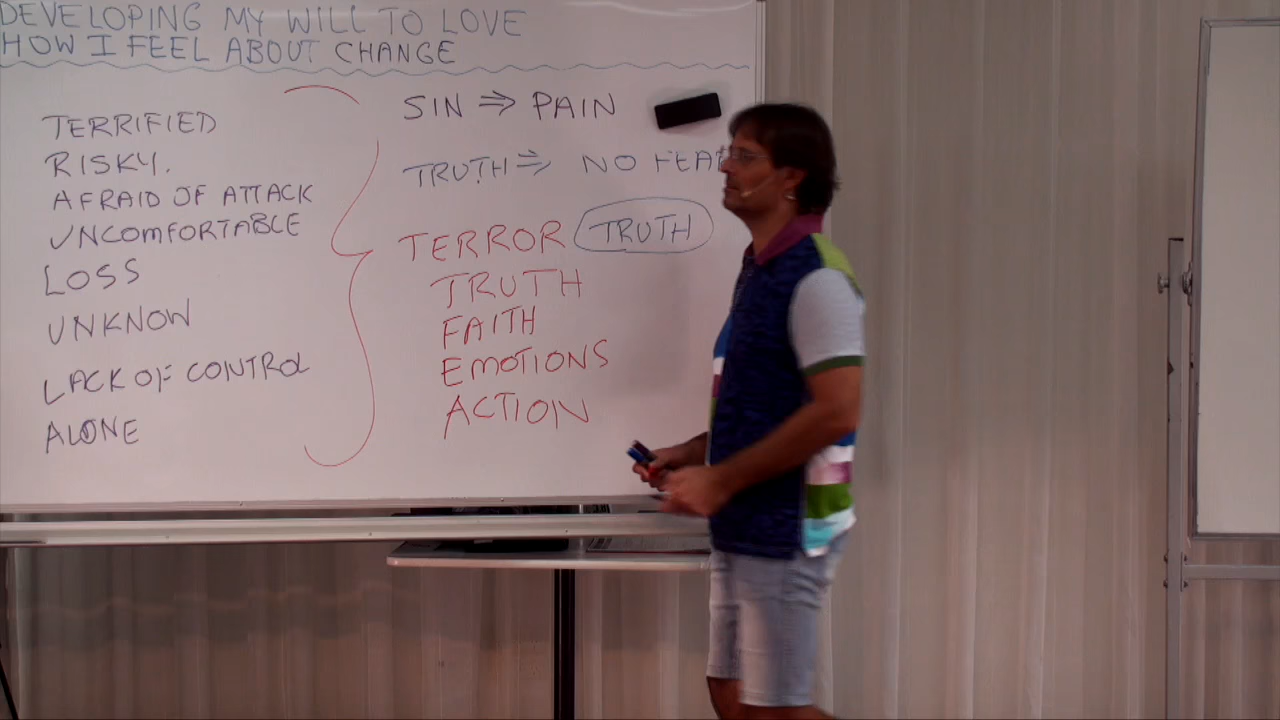 DEVELOPING MY WILL TO LOVE
HOW I FEEL ABOUT CHANGE
TERRIFIED
RISKY.
AFRAID OF ATTACK
UNCOMFORTABLE
LOSS
UNKNOW
LACK OF CONTROL
ALONE
SIN ⇒ PAIN
TRUTH ⇒ NO FEA
TERROR TRUTH
TRUTH
FAITH
EMOTIONS
ACTION